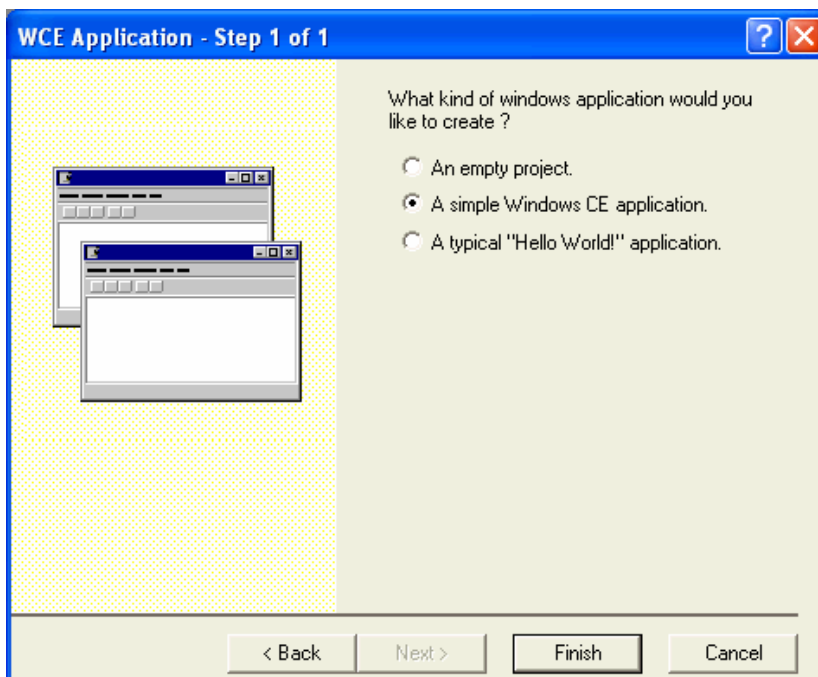 WCE Application - Step 1 of 1
What kind of windows application would you
like to create ?
An empty project.
A simple Windows CE application.
A typical "Hello World!" application.
< Back
Next >
Finish
Cancel